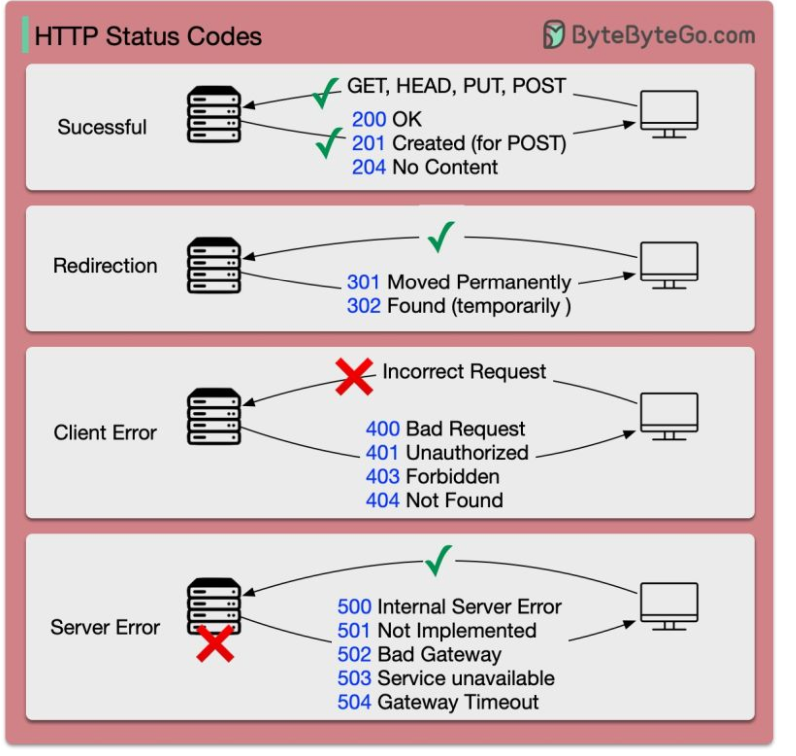 HTTP Status Codes
ByteByteGo.com
Sucessful
GET, HEAD, PUT, POST
200 OK
201 Created (for POST)
204 No Content
Redirection
301 Moved Permanently
302 Found (temporarily )
Client Error
Incorrect Request
400 Bad Request
401 Unauthorized
403 Forbidden
404 Not Found
Server Error
500 Internal Server Error
501 Not Implemented
502 Bad Gateway
503 Service unavailable
504 Gateway Timeout